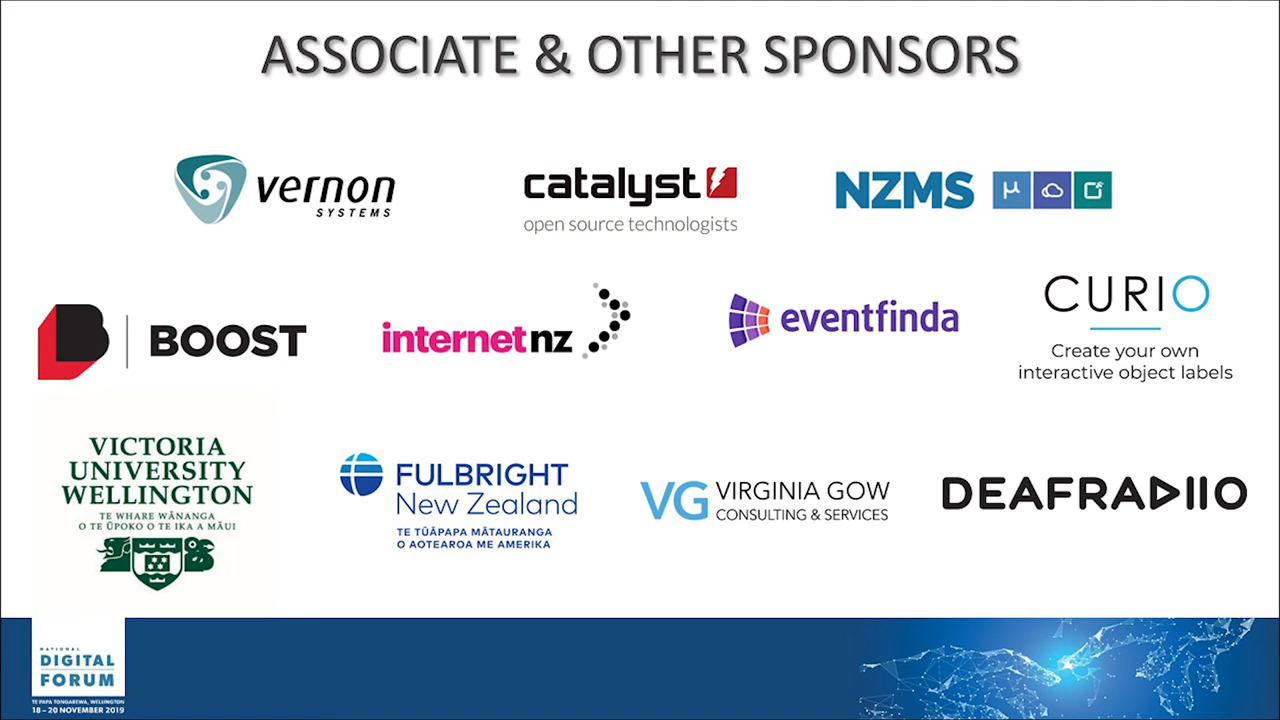 ASSOCIATE & OTHER SPONSORS
vernon
SYSTEMS
catalyst
open source technologists
NZMS
μ
B
BOOST
internetnz
eventfinda
CURIO
Create your own
interactive object labels
VICTORIA
UNIVERSITY
WELLINGTON
TE WHARE WĀNANGA
O TE ŪPOKO O TE IKA A MĀUI
FULBRIGHT
New Zealand
TE TŪĀPAPA MĀTAURANGA
O AOTEAROA ME AMERIKA
VG
VIRGINIA GOW
CONSULTING & SERVICES
DEAFRADIIO
NATIONAL
DIGITAL
FORUM
TE PAPA TONGAREWA, WELLINGTON
18 – 20 NOVEMBER 2019